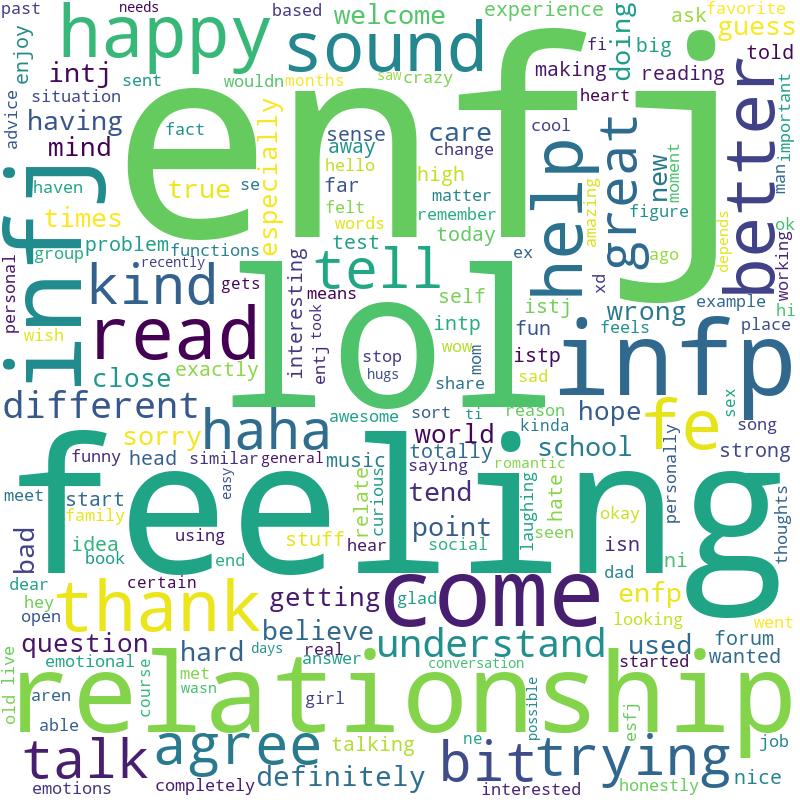 past needs based experience ask favorite
happy welcome sound doing big guess
enjoy intj sent wouldn months saw crazy fi making reading told
situation enfj heart
advice having fact sense care cool great new better important
mind especially away change help moment man
haven true se hello high matter amazing figure
infj times far felt words remember ok
group problem functions test today ex ago depends working
personal recently kind gets interesting tell self xd wrong example hi
read means istj place
wish lol entj took intp fun feels
exactly stop wow mom istp infp
close hugs share sad
different haha awesome sort ti reason hope fe sex song
sorry world kinda school strong
funny head similar general music totally saying romantic personally
meet start feeling easy relate curious tend laughing hate seen thoughts
family stuff point okay
bad idea using hear social isn ni
book end dad
dear certain come enfp
hey thank getting glad looking went
open believe used
question hard days real understand started forum wanted
old live emotional answer conversation
aren met wasn relationship
able course girl possible esfj
talk agree talking bit ne trying job
definitely nice
emotions completely interested honestly